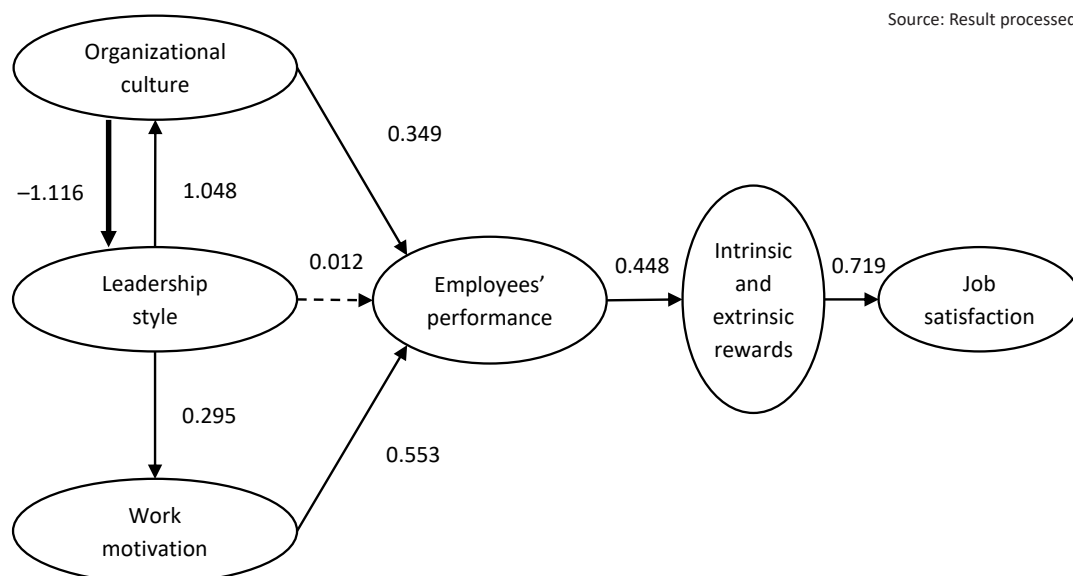 Source: Result processed
Organizational
culture
0.349
–1.116
1.048
Leadership
style
0.012
Employees’
performance
0.448
Intrinsic
and
extrinsic
rewards
0.719
Job
satisfaction
0.295
0.553
Work
motivation